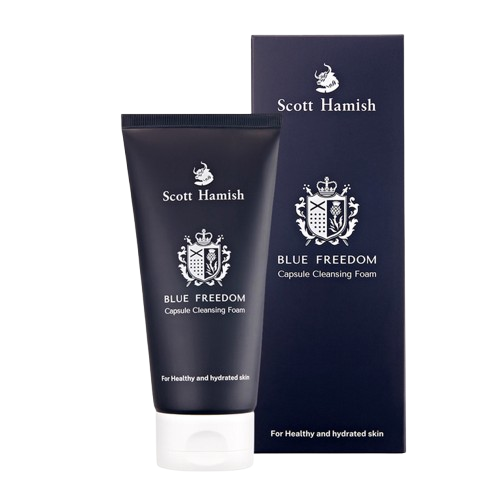 Scott Hamish
BLUE FREEDOM
Capsule Cleansing Foam
For Healthy and hydrated skin
Scott Hamish
BLUE FREEDOM
Capsule Cleansing Foam
For Healthy and hydrated skin